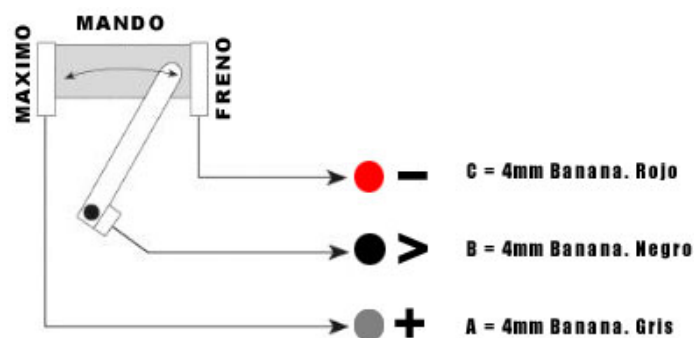 MANDO
MAXIMO
FRENO
- C = 4mm Banana. Rojo
> B = 4mm Banana. Negro
+ A = 4mm Banana. Gris